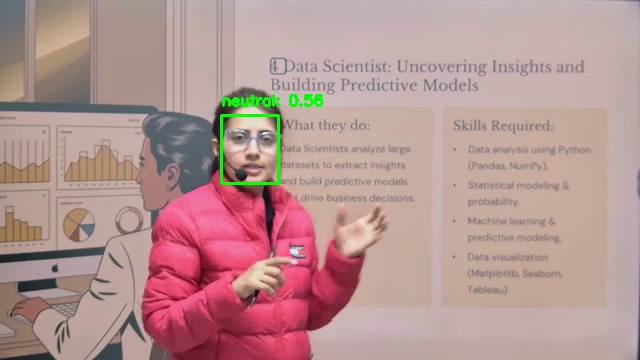 neutral: 0.56
4 Data Scientist: Uncovering Insights and
Building Predictive Models
What they do:
Data Scientists analyze large
datasets to extract insights
and build predictive models
drive business decisions.
Skills Required:
• Data analysis using Python
(Pandas, NumPy),
• Statistical modeling &
probability,
• Machine learning &
predictive modeling,
• Data visualization
(Matplotlib, Seaborn,
Tableau)